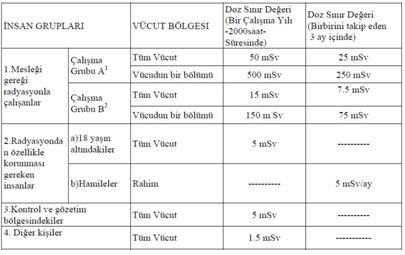 İNSAN GRUPLARI
VÜCUT BÖLGESİ
Doz Sınır Değeri
(Bir Çalışma Yılı
-2000saat-
Süresinde)
Doz Sınır Değeri
(Birbirini takip eden
3 ay içinde)
1.Mesleği
gereği
radyasyonla
çalışanlar
Çalışma
Grubu A1
Tüm Vücut
50 mSv
25 mSv
Vücudun bir bölümü
500 mSv
250 mSv
Çalışma
Grubu B2
Tüm Vücut
15 mSv
7.5 mSv
Vücudun bir bölümü
150 m Sv
75 mSv
2.Radyasyonda
n özellikle
korunması
gereken
insanlar
a)18 yaşın
altındakiler
Tüm Vücut
5 mSv
----------
b)Hamileler
Rahim
----------
5 mSv/ay
3.Kontrol ve gözetim
bölgesindekiler
Tüm Vücut
5 mSv
----------
4. Diğer kişiler
Tüm Vücut
1.5 mSv
-----------